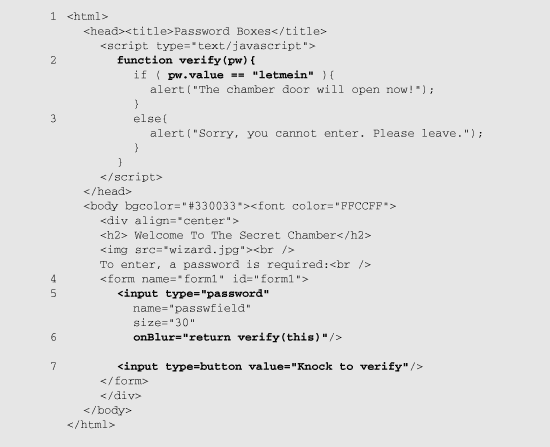 1 <html>
<head><title>Password Boxes</title>
<script type="text/javascript">
2 function verify(pw){
if ( pw.value == "letmein" ){
alert("The chamber door will open now!");
}
3 else{
alert("Sorry, you cannot enter. Please leave.");
}
}
</script>
</head>
<body bgcolor="#330033"><font color="FFCCFF">
<div align="center">
<h2> Welcome To The Secret Chamber</h2>
<img src="wizard.jpg"><br />
To enter, a password is required:<br />
4 <form name="form1" id="form1">
5 <input type="password"
name="passwfield"
size="30"
6 onBlur="return verify(this)"/>
7 <input type=button value="Knock to verify"/>
</form>
</div>
</body>
</html>